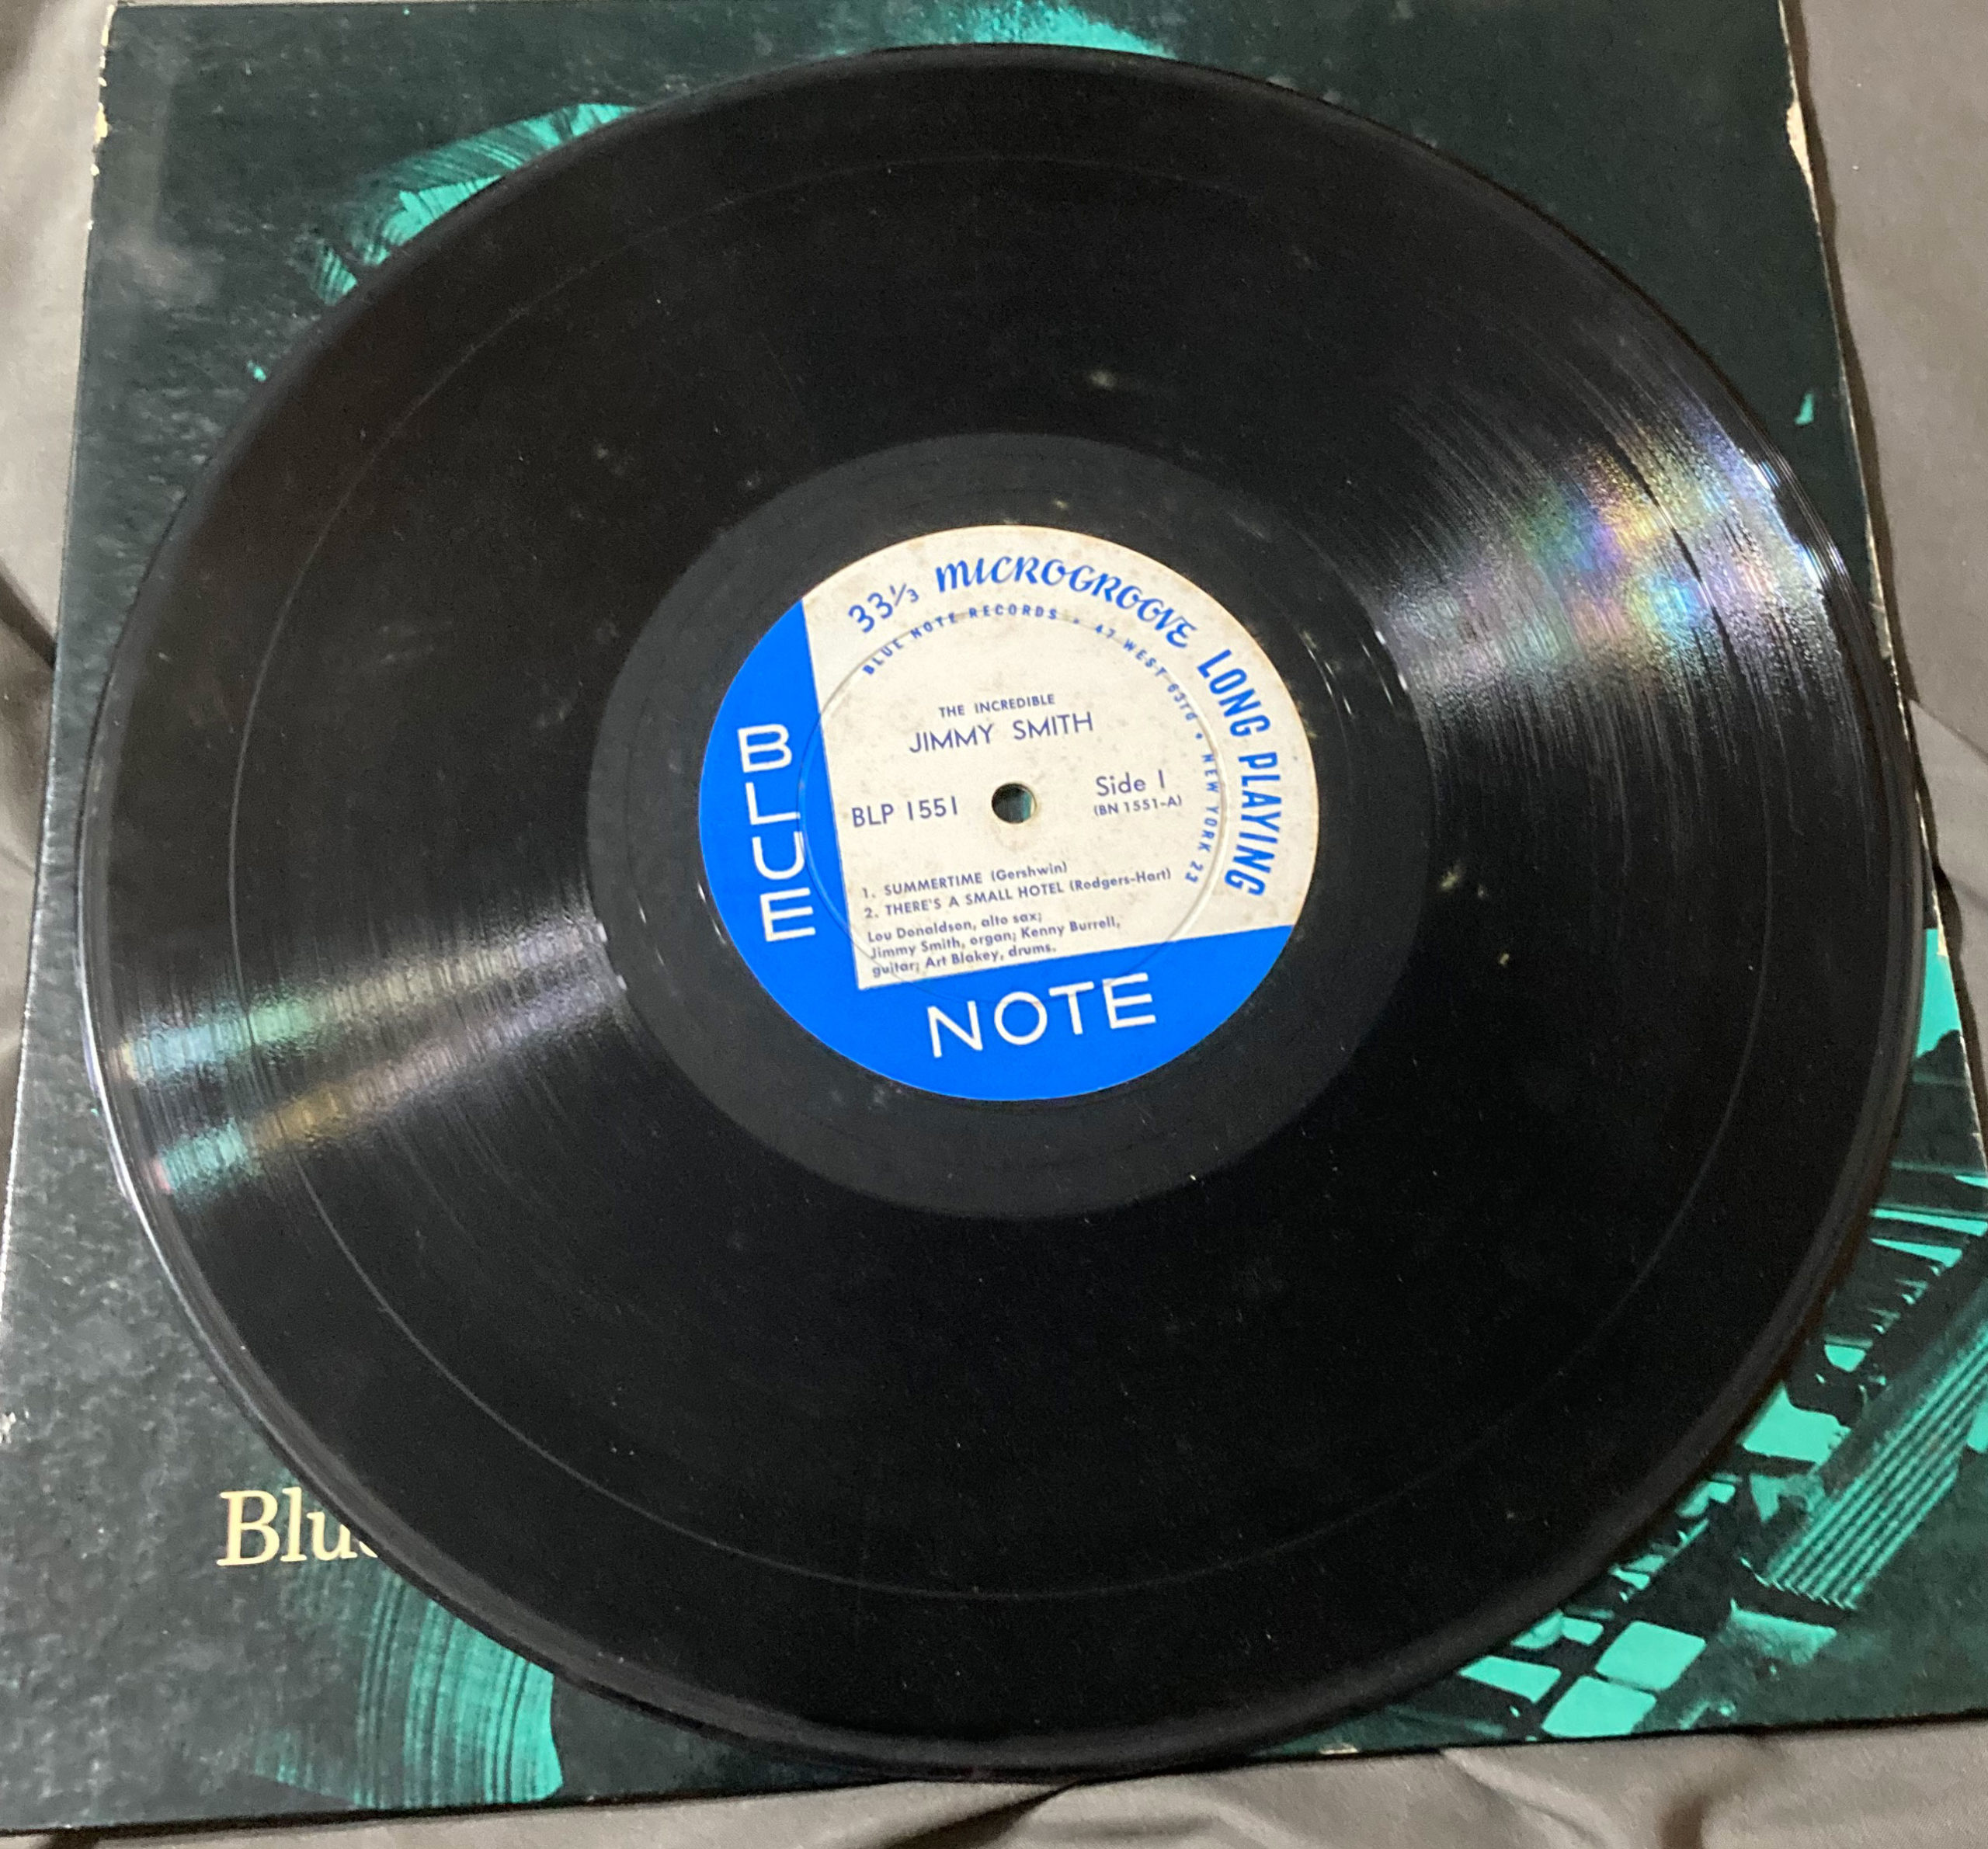 33⅓ MICROGROOVE LONG PLAYING
BLUE NOTE RECORDS • 47 WEST 63rd • NEW YORK 23
THE INCREDIBLE
JIMMY SMITH
BLP 1551
Side 1
(BN 1551-A)
1. SUMMERTIME (Gershwin)
2. THERE'S A SMALL HOTEL (Rodgers-Hart)
Lou Donaldson, alto sax;
Jimmy Smith, organ; Kenny Burrell,
guitar; Art Blakey, drums.
BLUE
NOTE
Blue